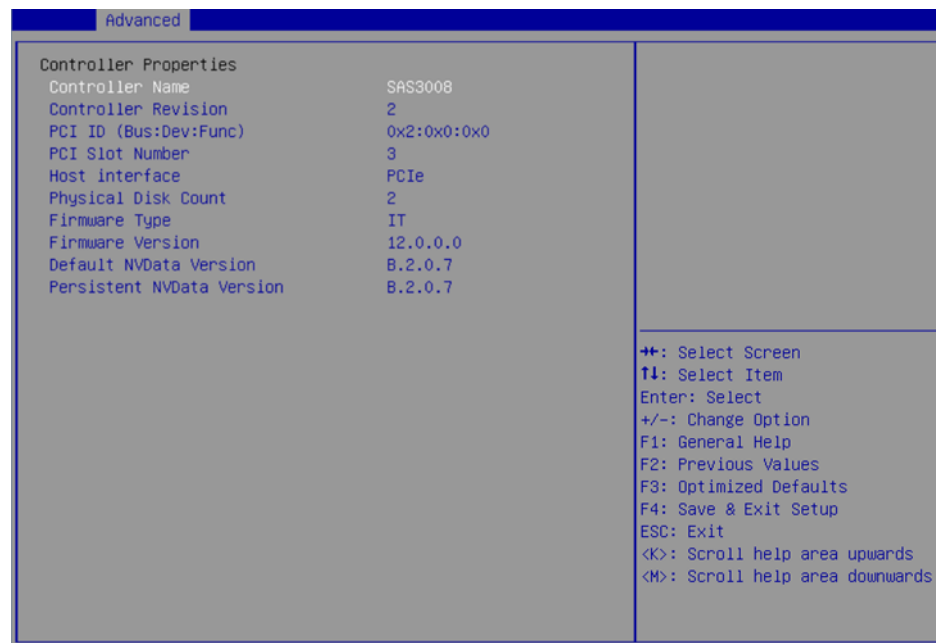 Advanced
Controller Properties
Controller Name SAS3008
Controller Revision 2
PCI ID (Bus:Dev:Func) 0x2:0x0:0x0
PCI Slot Number 3
Host interface PCIe
Physical Disk Count 2
Firmware Type IT
Firmware Version 12.0.0.0
Default NVData Version B.2.0.7
Persistent NVData Version B.2.0.7
→←: Select Screen
↑↓: Select Item
Enter: Select
+/-: Change Option
F1: General Help
F2: Previous Values
F3: Optimized Defaults
F4: Save & Exit Setup
ESC: Exit
<K>: Scroll help area upwards
<M>: Scroll help area downwards